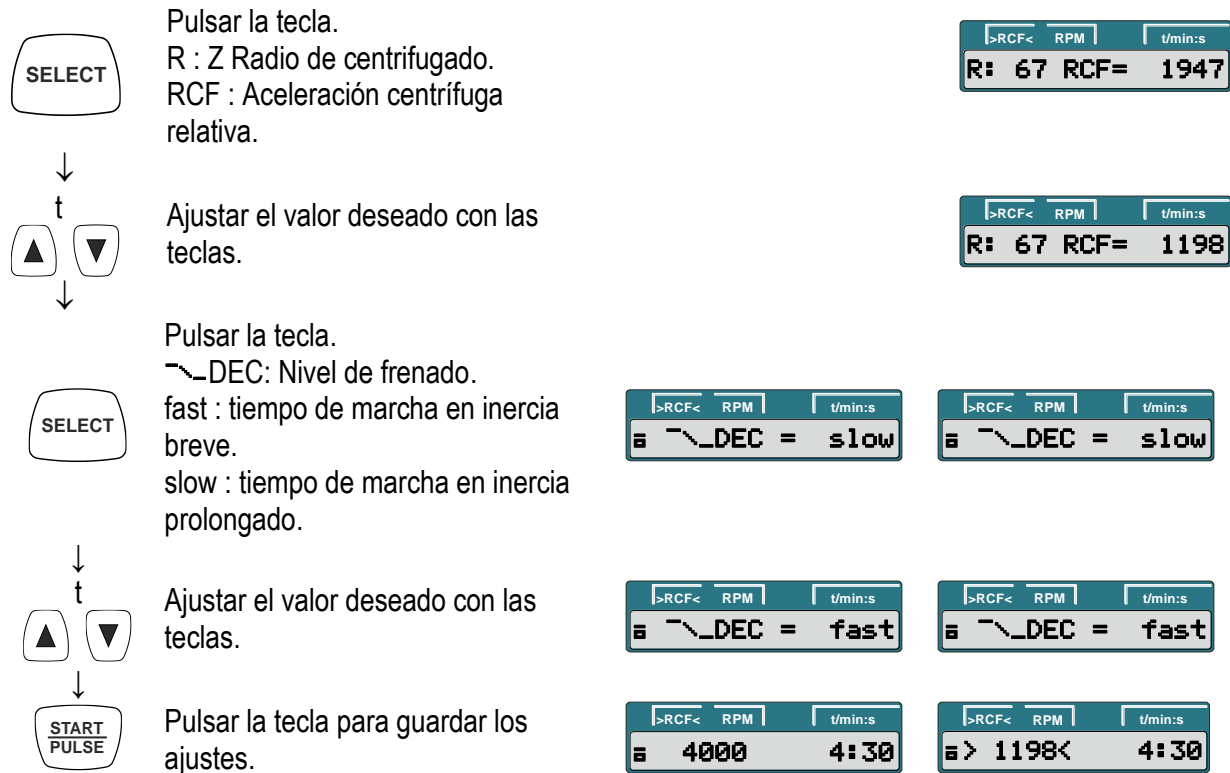 SELECT
Pulsar la tecla.
R : Z Radio de centrifugado.
RCF : Aceleración centrífuga
relativa.
>RCF< RPM t/min:s
R: 67 RCF= 1947
↓
t
▲ ▼
Ajustar el valor deseado con las
teclas.
>RCF< RPM t/min:s
R: 67 RCF= 1198
↓
SELECT
Pulsar la tecla.
DEC: Nivel de frenado.
fast : tiempo de marcha en inercia
breve.
slow : tiempo de marcha en inercia
prolongado.
>RCF< RPM t/min:s
DEC = slow
>RCF< RPM t/min:s
DEC = slow
↓
t
▲ ▼
Ajustar el valor deseado con las
teclas.
>RCF< RPM t/min:s
DEC = fast
>RCF< RPM t/min:s
DEC = fast
↓
START
PULSE
Pulsar la tecla para guardar los
ajustes.
>RCF< RPM t/min:s
4000 4:30
>RCF< RPM t/min:s
> 1198< 4:30